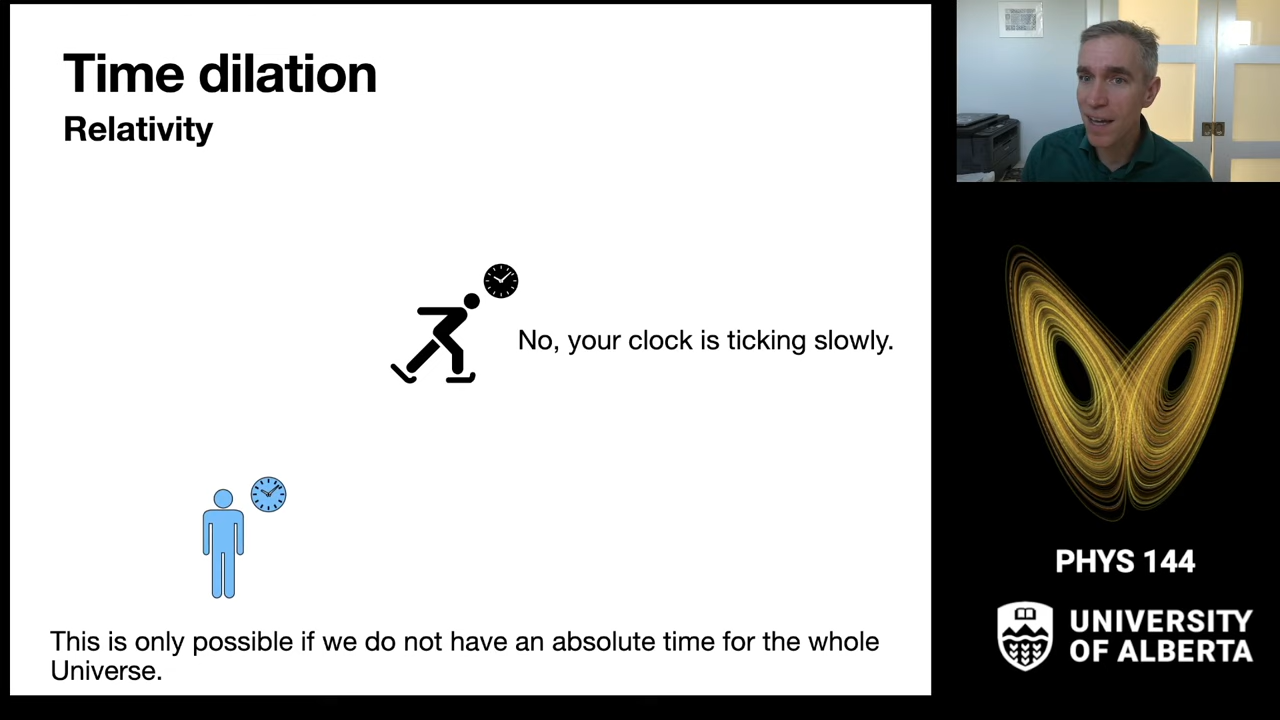 Time dilation
Relativity
No, your clock is ticking slowly.
This is only possible if we do not have an absolute time for the whole
Universe.
PHYS 144
UNIVERSITY
OF ALBERTA